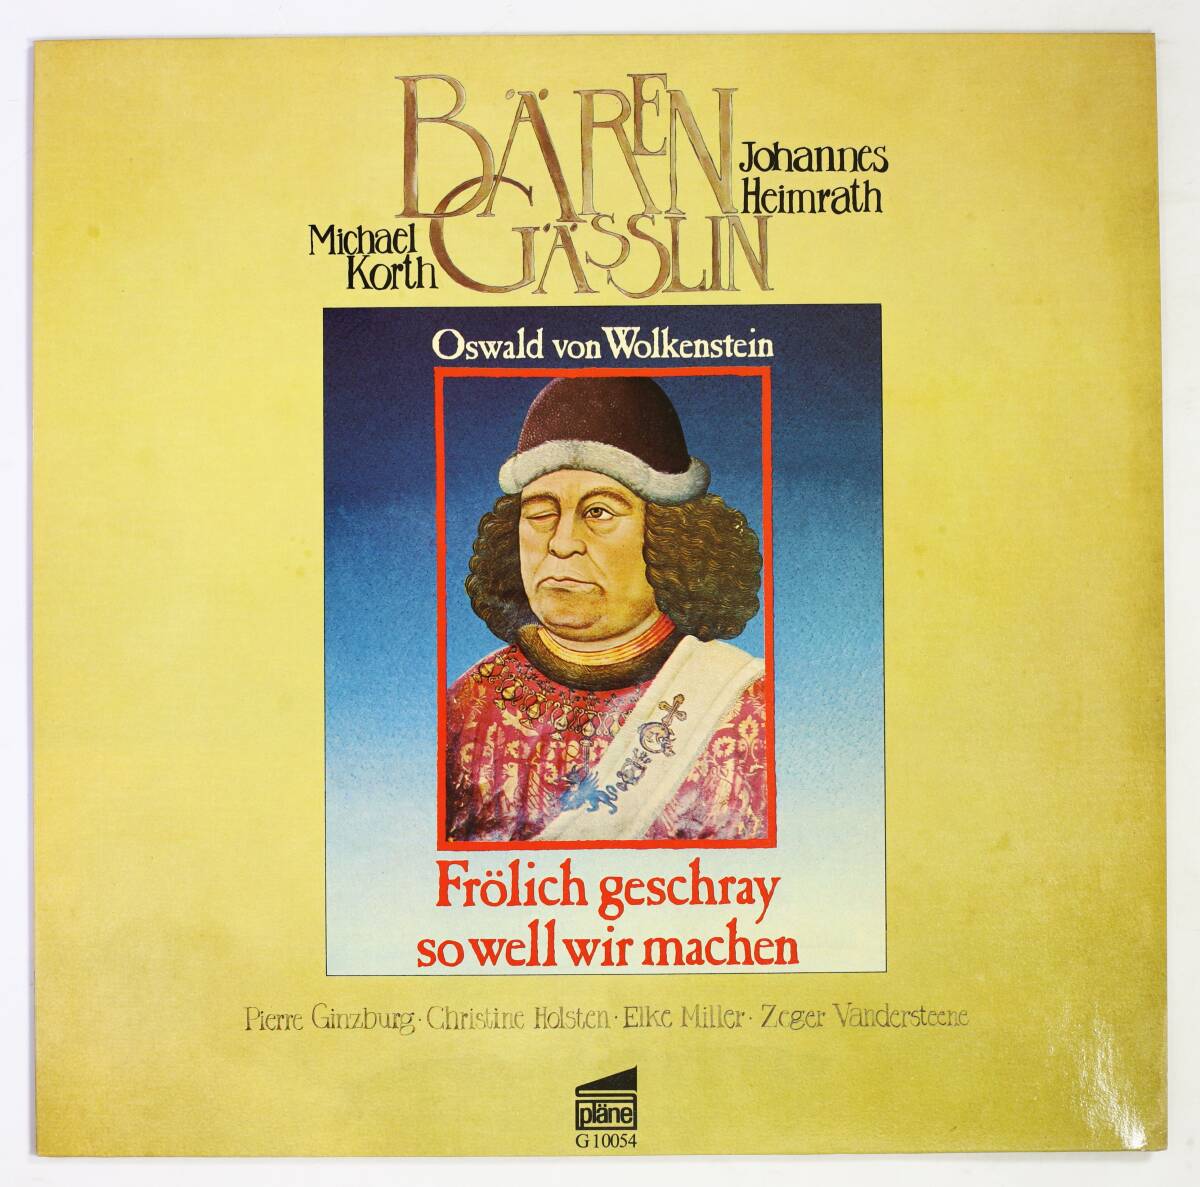 BÄREN
GÄSSLIN
Johannes
Heimrath
Michael
Korth
Oswald von Wolkenstein
Frölich geschray
so well wir machen
Pierre Ginzburg · Christine Holsten · Elke Miller · Zeger Vandersteene
pläne
G 10054